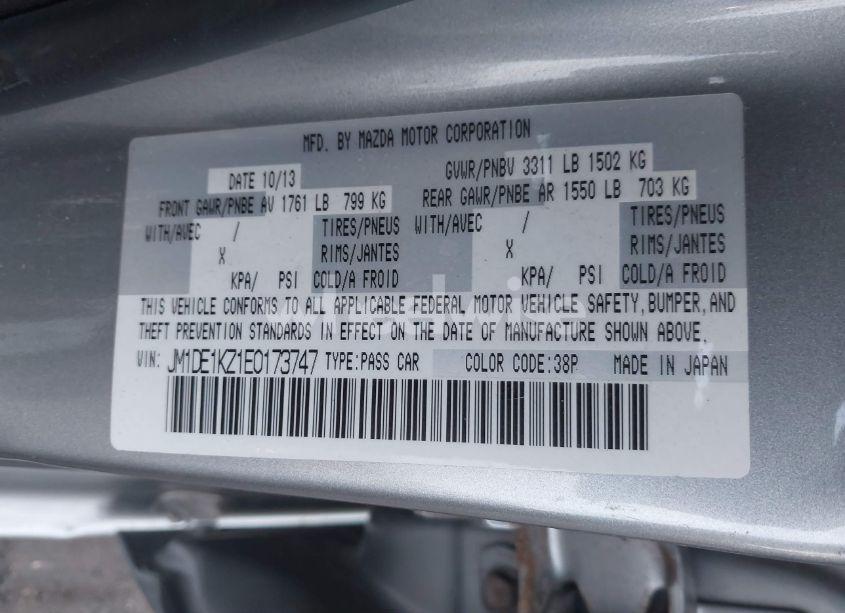 MFD. BY MAZDA MOTOR CORPORATION
DATE 10/13
GVWR/PNBV 3311 LB 1502 KG
FRONT GAWR/PNBE AV 1761 LB 799 KG
REAR GAWR/PNBE AR 1550 LB 703 KG
WITH/AVEC / TIRES/PNEUS WITH/AVEC / TIRES/PNEUS
X RIMS/JANTES X RIMS/JANTES
KPA/ PSI COLD/A FROID KPA/ PSI COLD/A FROID
THIS VEHICLE CONFORMS TO ALL APPLICABLE FEDERAL MOTOR VEHICLE SAFETY, BUMPER, AND
THEFT PREVENTION STANDARDS IN EFFECT ON THE DATE OF MANUFACTURE SHOWN ABOVE.
VIN: JM1DE1KZ1E0173747 TYPE:PASS CAR COLOR CODE:38P MADE IN JAPAN